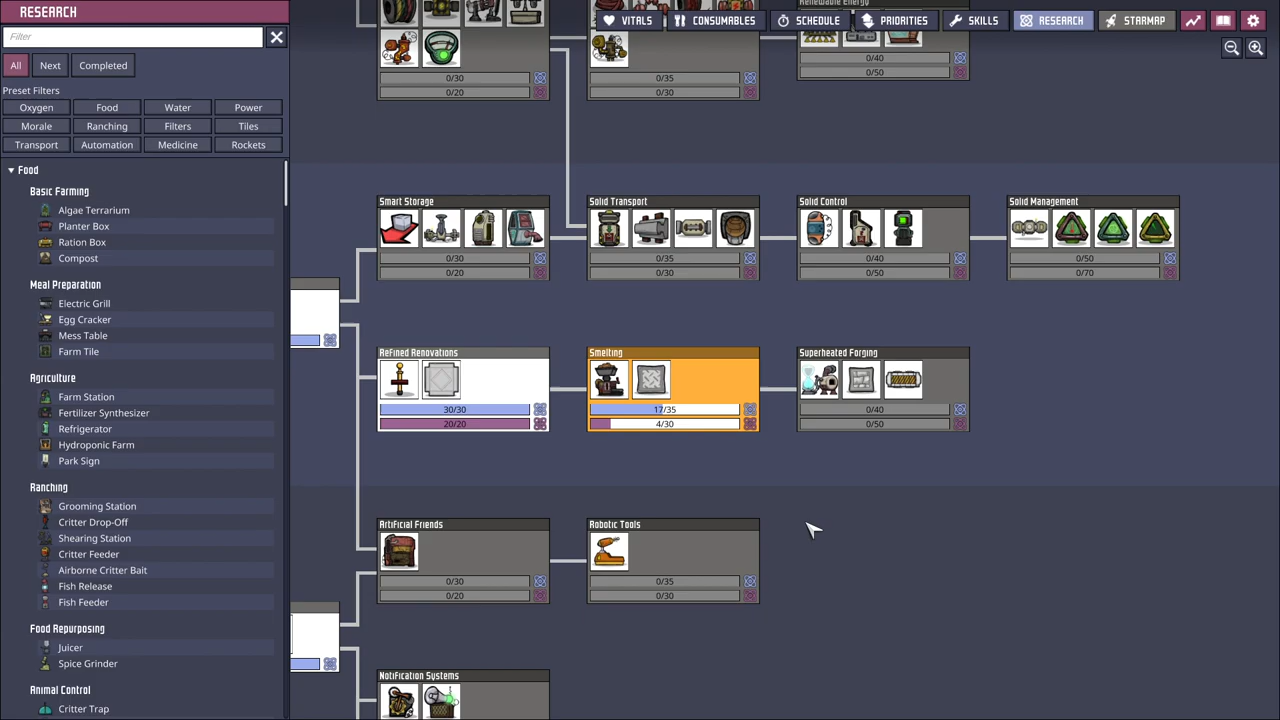 RESEARCH
VITALS
CONSUMABLES
SCHEDULE
PRIORITIES
SKILLS
RESEARCH
STARMAP
Filter
All
Next
Completed
Preset Filters
Oxygen
Food
Water
Power
Morale
Ranching
Filters
Tiles
Transport
Automation
Medicine
Rockets
Food
Basic Farming
Algae Terrarium
Planter Box
Ration Box
Compost
Meal Preparation
Electric Grill
Egg Cracker
Mess Table
Farm Tile
Agriculture
Farm Station
Fertilizer Synthesizer
Refrigerator
Hydroponic Farm
Park Sign
Ranching
Grooming Station
Critter Drop-Off
Shearing Station
Critter Feeder
Airborne Critter Bait
Fish Release
Fish Feeder
Food Repurposing
Juicer
Spice Grinder
Animal Control
Critter Trap
Renewable Energy
0/30
0/20
0/35
0/30
0/40
0/50
Smart Storage
0/30
0/20
Solid Transport
0/35
0/30
Solid Control
0/40
0/50
Solid Management
0/50
0/70
Refined Renovations
30/30
20/20
Smelting
17/35
4/30
Superheated Forging
0/40
0/50
Artificial Friends
0/30
0/20
Robotic Tools
0/35
0/30
Notification Systems